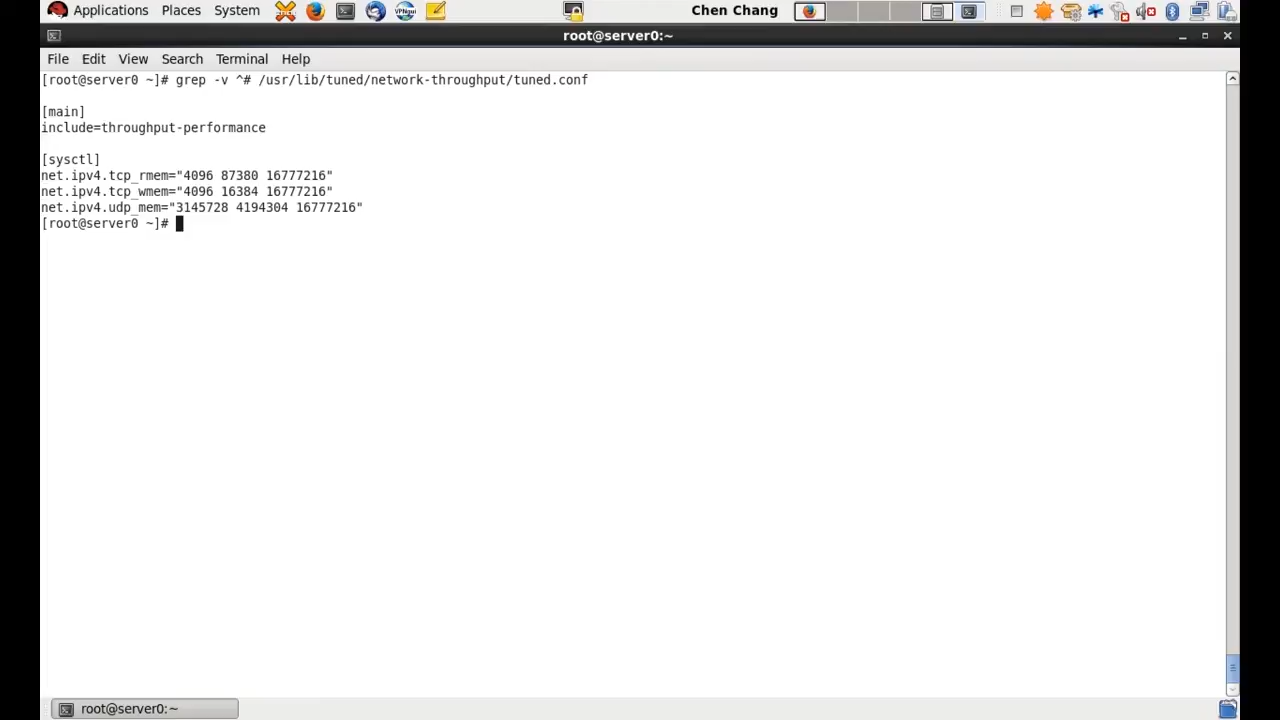 Applications Places System VPNgui Chen Chang
root@server0:~
File Edit View Search Terminal Help
[root@server0 ~]# grep -v ^# /usr/lib/tuned/network-throughput/tuned.conf
[main]
include=throughput-performance
[sysctl]
net.ipv4.tcp_rmem="4096 87380 16777216"
net.ipv4.tcp_wmem="4096 16384 16777216"
net.ipv4.udp_mem="3145728 4194304 16777216"
[root@server0 ~]#
root@server0:~